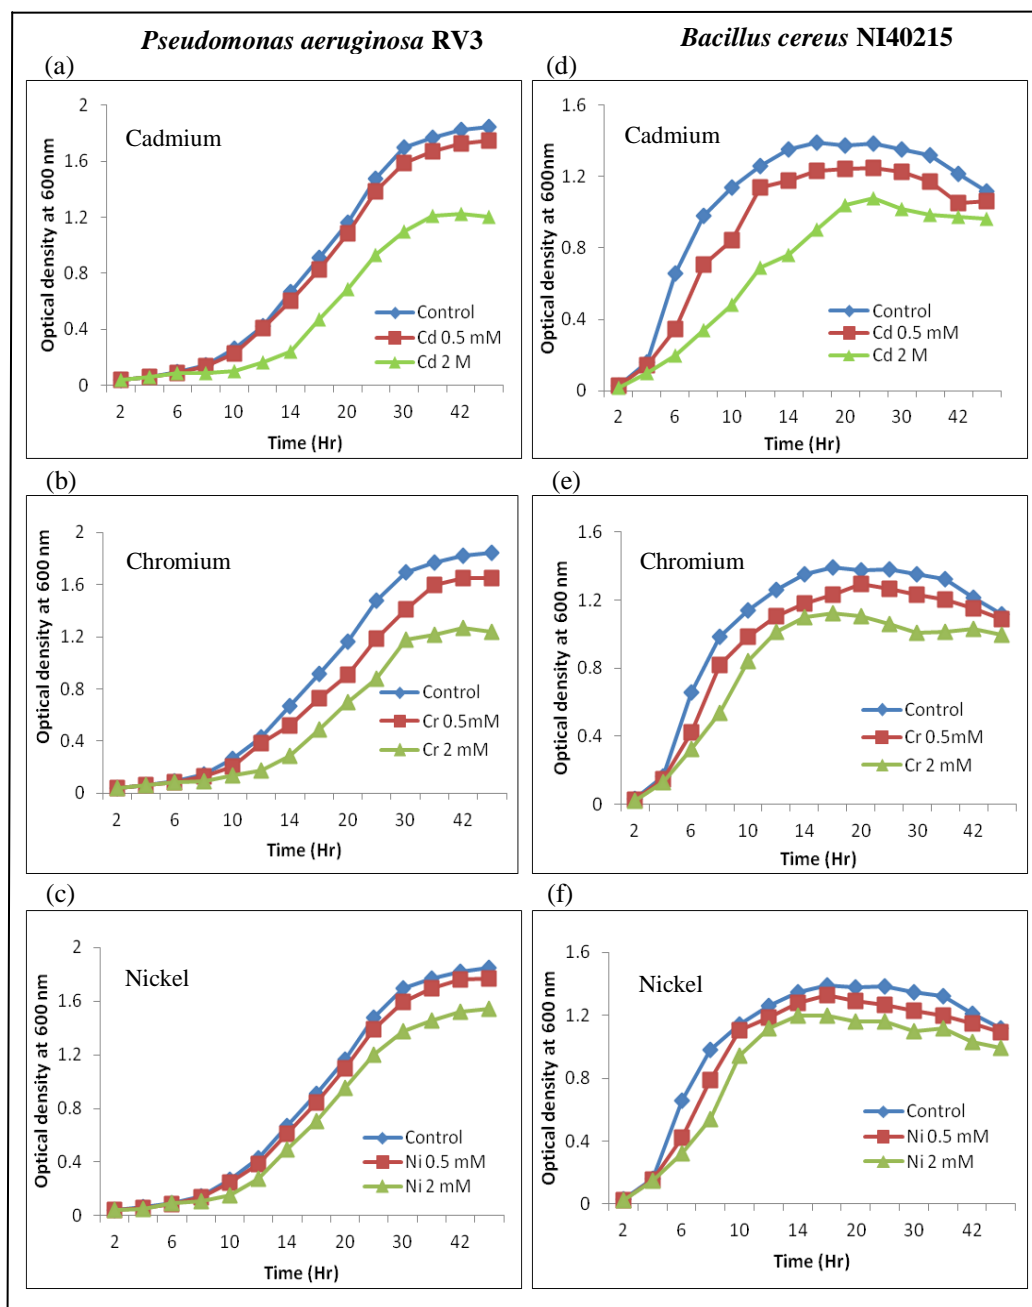 Pseudomonas aeruginosa RV3
Bacillus cereus NI40215
(a)
Cadmium
Optical density at 600 nm
2
1.6
1.2
0.8
0.4
0
Control
Cd 0.5 mM
Cd 2 M
2 6 10 14 20 30 42
Time (Hr)
(d)
Cadmium
Optical density at 600nm
1.6
1.2
0.8
0.4
0
Control
Cd 0.5 mM
Cd 2 M
2 6 10 14 20 30 42
Time (Hr)
(b)
Chromium
Optical density at 600 nm
2
1.6
1.2
0.8
0.4
0
Control
Cr 0.5mM
Cr 2 mM
2 6 10 14 20 30 42
Time (Hr)
(e)
Chromium
Optical density at 600 nm
1.6
1.2
0.8
0.4
0
Control
Cr 0.5mM
Cr 2 mM
2 6 10 14 20 30 42
Time (Hr)
(c)
Nickel
Optical density at 600 nm
2
1.6
1.2
0.8
0.4
0
Control
Ni 0.5 mM
Ni 2 mM
2 6 10 14 20 30 42
Time (Hr)
(f)
Nickel
Optical density at 600 nm
1.6
1.2
0.8
0.4
0
Control
Ni 0.5 mM
Ni 2 mM
2 6 10 14 20 30 42
Time (Hr)